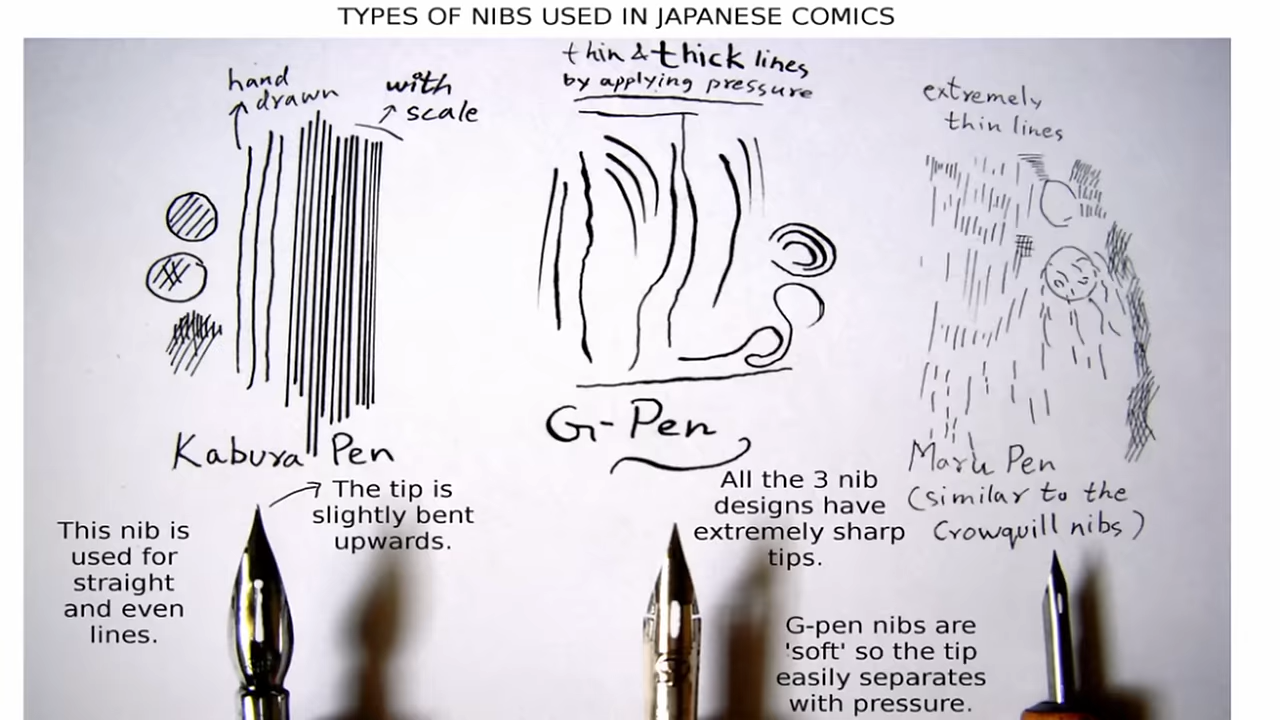 TYPES OF NIBS USED IN JAPANESE COMICS
hand
drawn
with
scale
Kabura Pen
The tip is
slightly bent
upwards.
This nib is
used for
straight
and even
lines.
thin & thick lines
by applying pressure
G-Pen
All the 3 nib
designs have
extremely sharp
tips.
G-pen nibs are
'soft' so the tip
easily separates
with pressure.
extremely
thin lines
Maru Pen
(similar to the
Crowquill nibs)